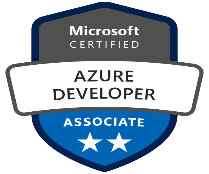 Microsoft
CERTIFIED
AZURE
DEVELOPER
ASSOCIATE